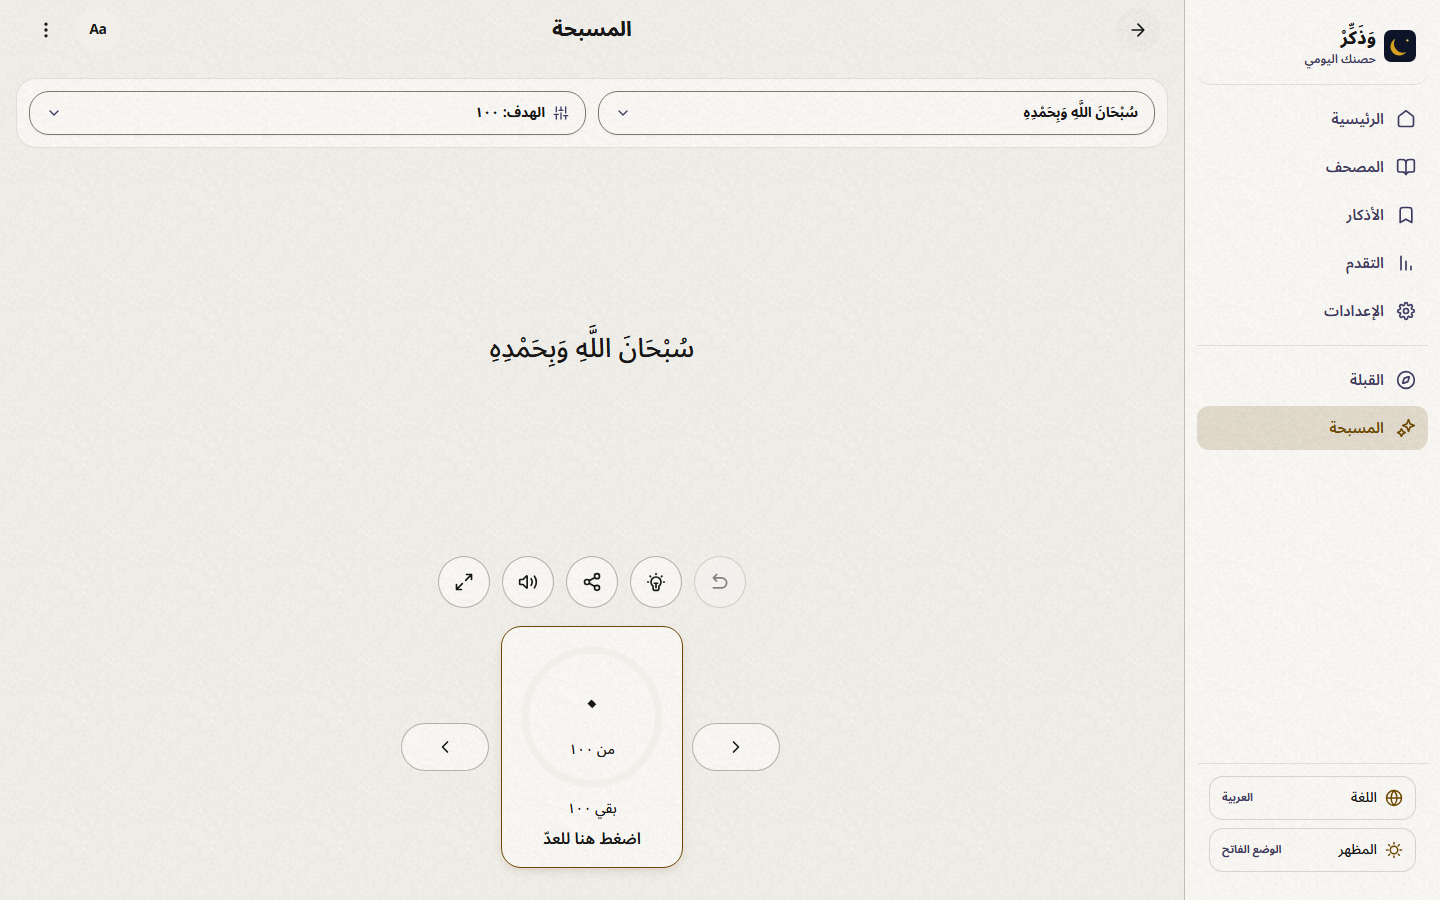 وَذَكِّرْ
حصنك اليومي
الرئيسية
المصحف
الأذكار
التقدم
الإعدادات
القبلة
المسبحة
اللغة العربية
المظهر الوضع الفاتح
المسبحة
Aa
سُبْحَانَ اللَّهِ وَبِحَمْدِهِ
الهدف: ١٠٠
سُبْحَانَ اللَّهِ وَبِحَمْدِهِ
٠
من ١٠٠
بقي ١٠٠
اضغط هنا للعدّ